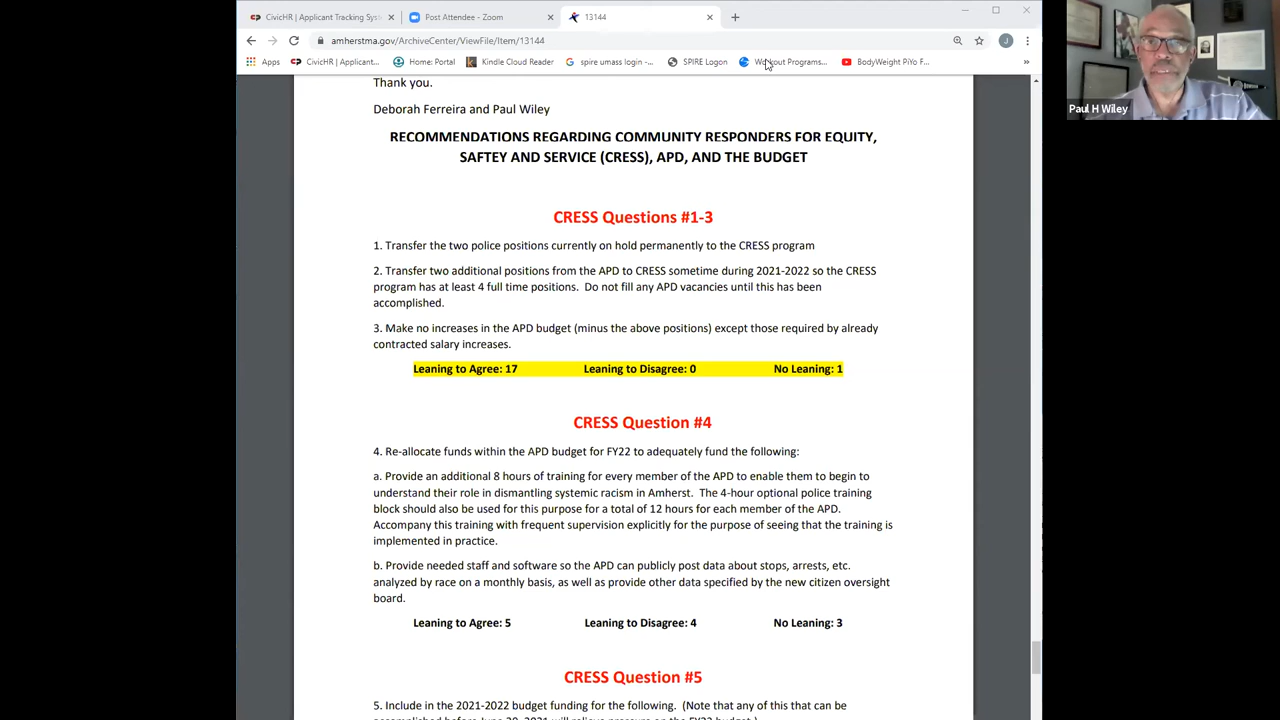 CivicHR | Applicant Tracking Syst
Post Attendee - Zoom
13144
amherstma.gov/ArchiveCenter/ViewFile/Item/13144
J
Apps
CivicHR | Applicant...
Home: Portal
Kindle Cloud Reader
spire umass login -...
SPIRE Logon
Workout Programs...
BodyWeight PiYo F...
»
Paul H Wiley
Thank you.
Deborah Ferreira and Paul Wiley
RECOMMENDATIONS REGARDING COMMUNITY RESPONDERS FOR EQUITY,
SAFTEY AND SERVICE (CRESS), APD, AND THE BUDGET
CRESS Questions #1-3
1. Transfer the two police positions currently on hold permanently to the CRESS program
2. Transfer two additional positions from the APD to CRESS sometime during 2021-2022 so the CRESS
program has at least 4 full time positions. Do not fill any APD vacancies until this has been
accomplished.
3. Make no increases in the APD budget (minus the above positions) except those required by already
contracted salary increases.
Leaning to Agree: 17 Leaning to Disagree: 0 No Leaning: 1
CRESS Question #4
4. Re-allocate funds within the APD budget for FY22 to adequately fund the following:
a. Provide an additional 8 hours of training for every member of the APD to enable them to begin to
understand their role in dismantling systemic racism in Amherst. The 4-hour optional police training
block should also be used for this purpose for a total of 12 hours for each member of the APD.
Accompany this training with frequent supervision explicitly for the purpose of seeing that the training is
implemented in practice.
b. Provide needed staff and software so the APD can publicly post data about stops, arrests, etc.
analyzed by race on a monthly basis, as well as provide other data specified by the new citizen oversight
board.
Leaning to Agree: 5 Leaning to Disagree: 4 No Leaning: 3
CRESS Question #5
5. Include in the 2021-2022 budget funding for the following. (Note that any of this that can be
accomplished before June 30, 2021 will relieve pressure on the FY22 budget.)